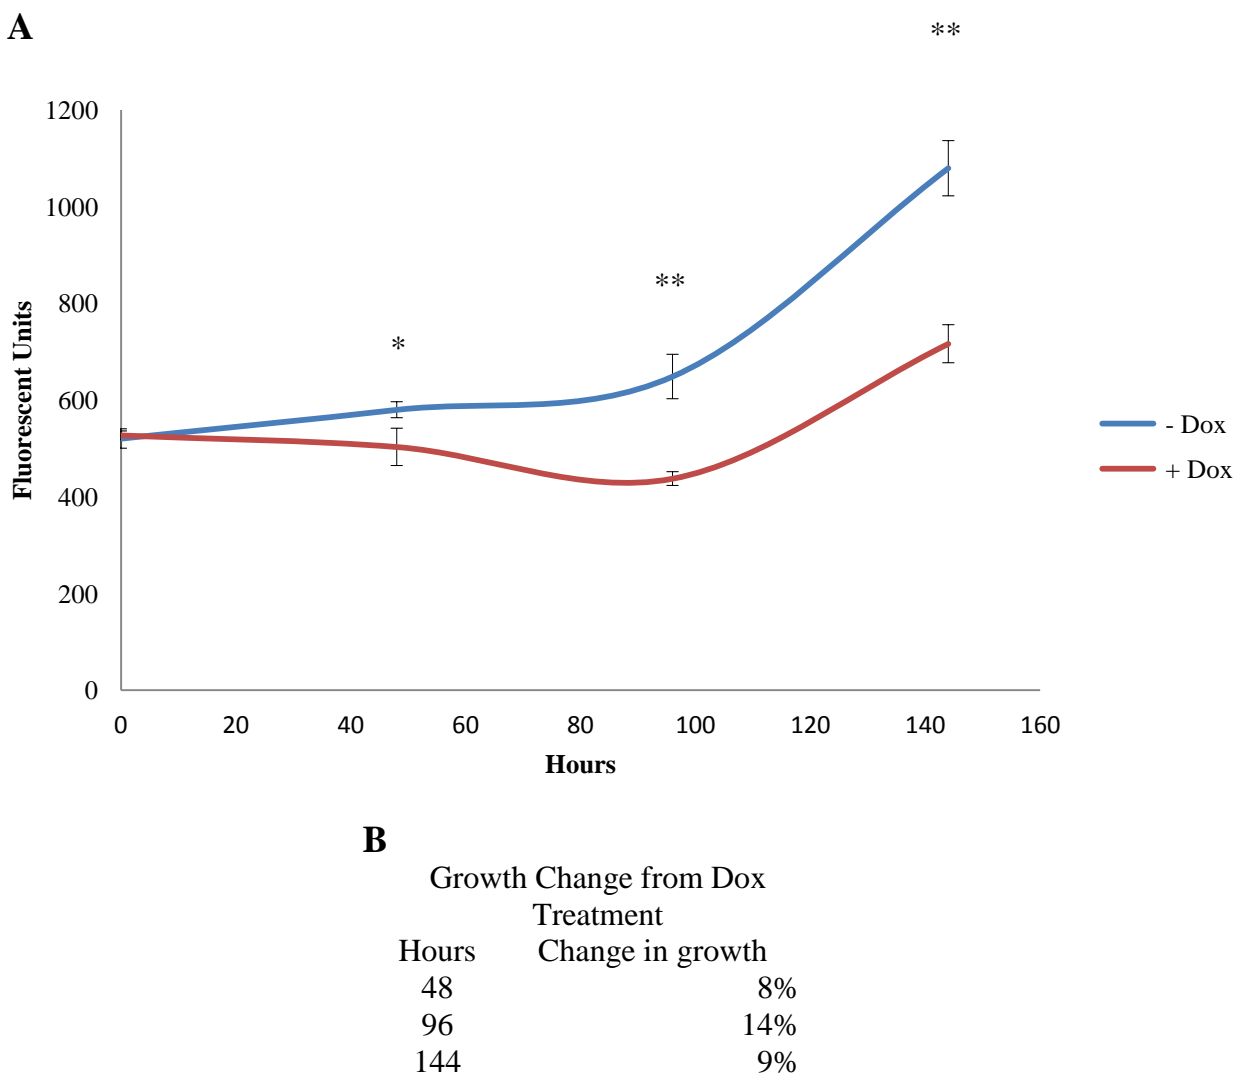 A
**
1200
1000
800
**
*
600
400
200
0
Fluorescent Units
- Dox
+ Dox
0 20 40 60 80 100 120 140 160
Hours
B
Growth Change from Dox
Treatment
Hours Change in growth
48 8%
96 14%
144 9%